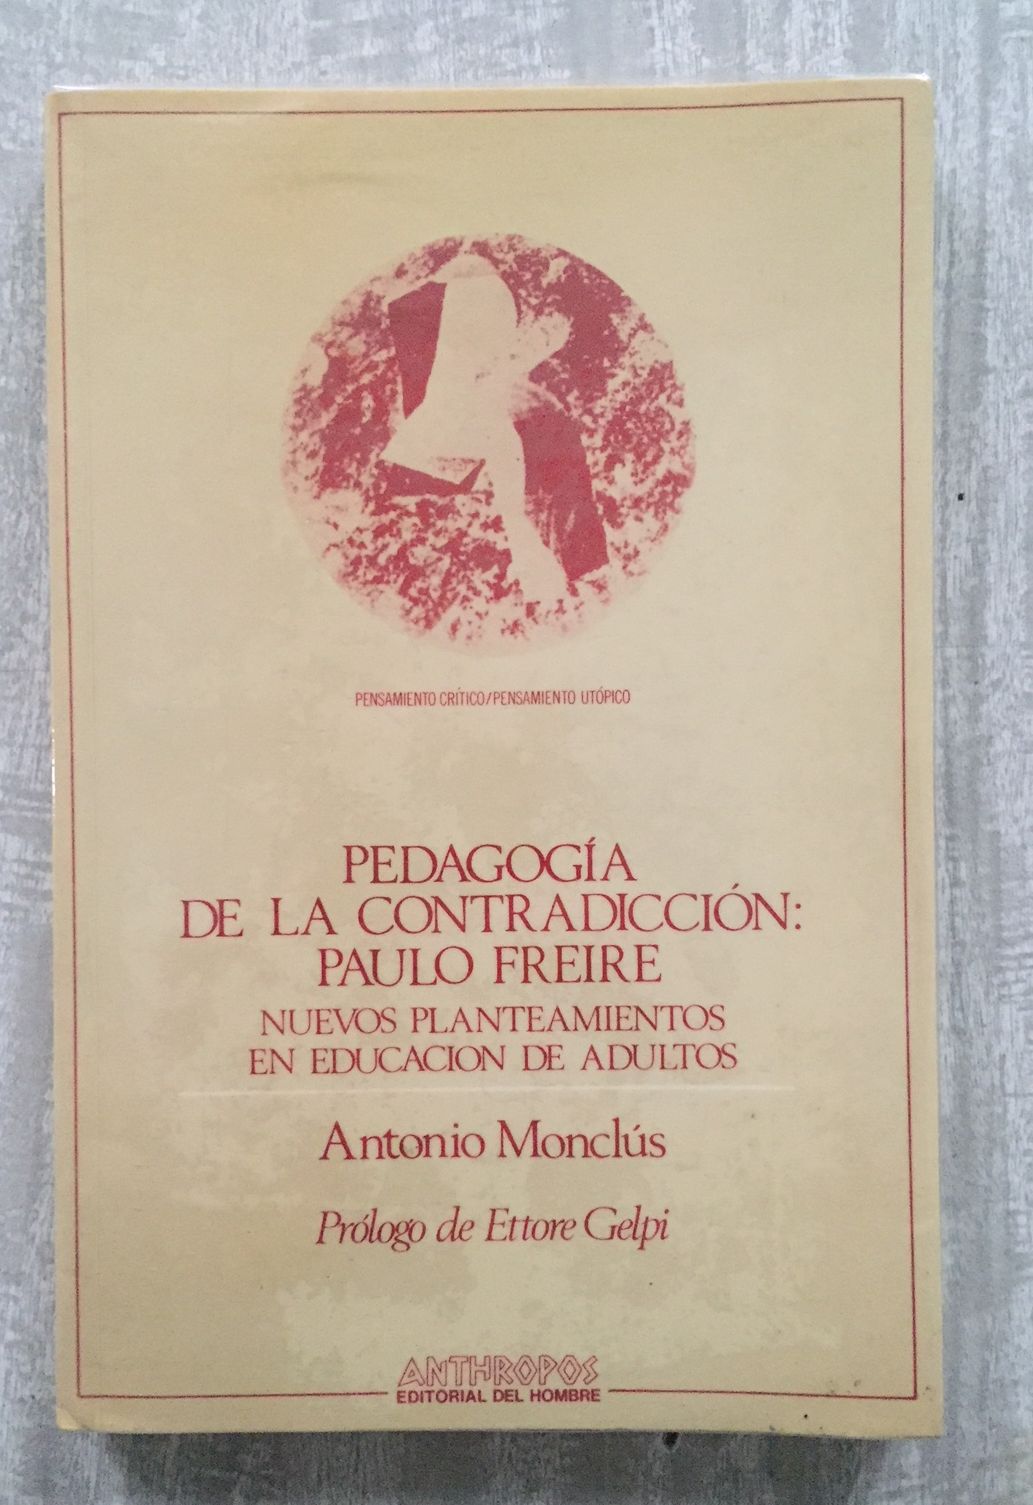 PENSAMIENTO CRÍTICO/PENSAMIENTO UTÓPICO
PEDAGOGÍA
DE LA CONTRADICCIÓN:
PAULO FREIRE
NUEVOS PLANTEAMIENTOS
EN EDUCACION DE ADULTOS
Antonio Monclús
Prólogo de Ettore Gelpi
ANTHROPOS
EDITORIAL DEL HOMBRE